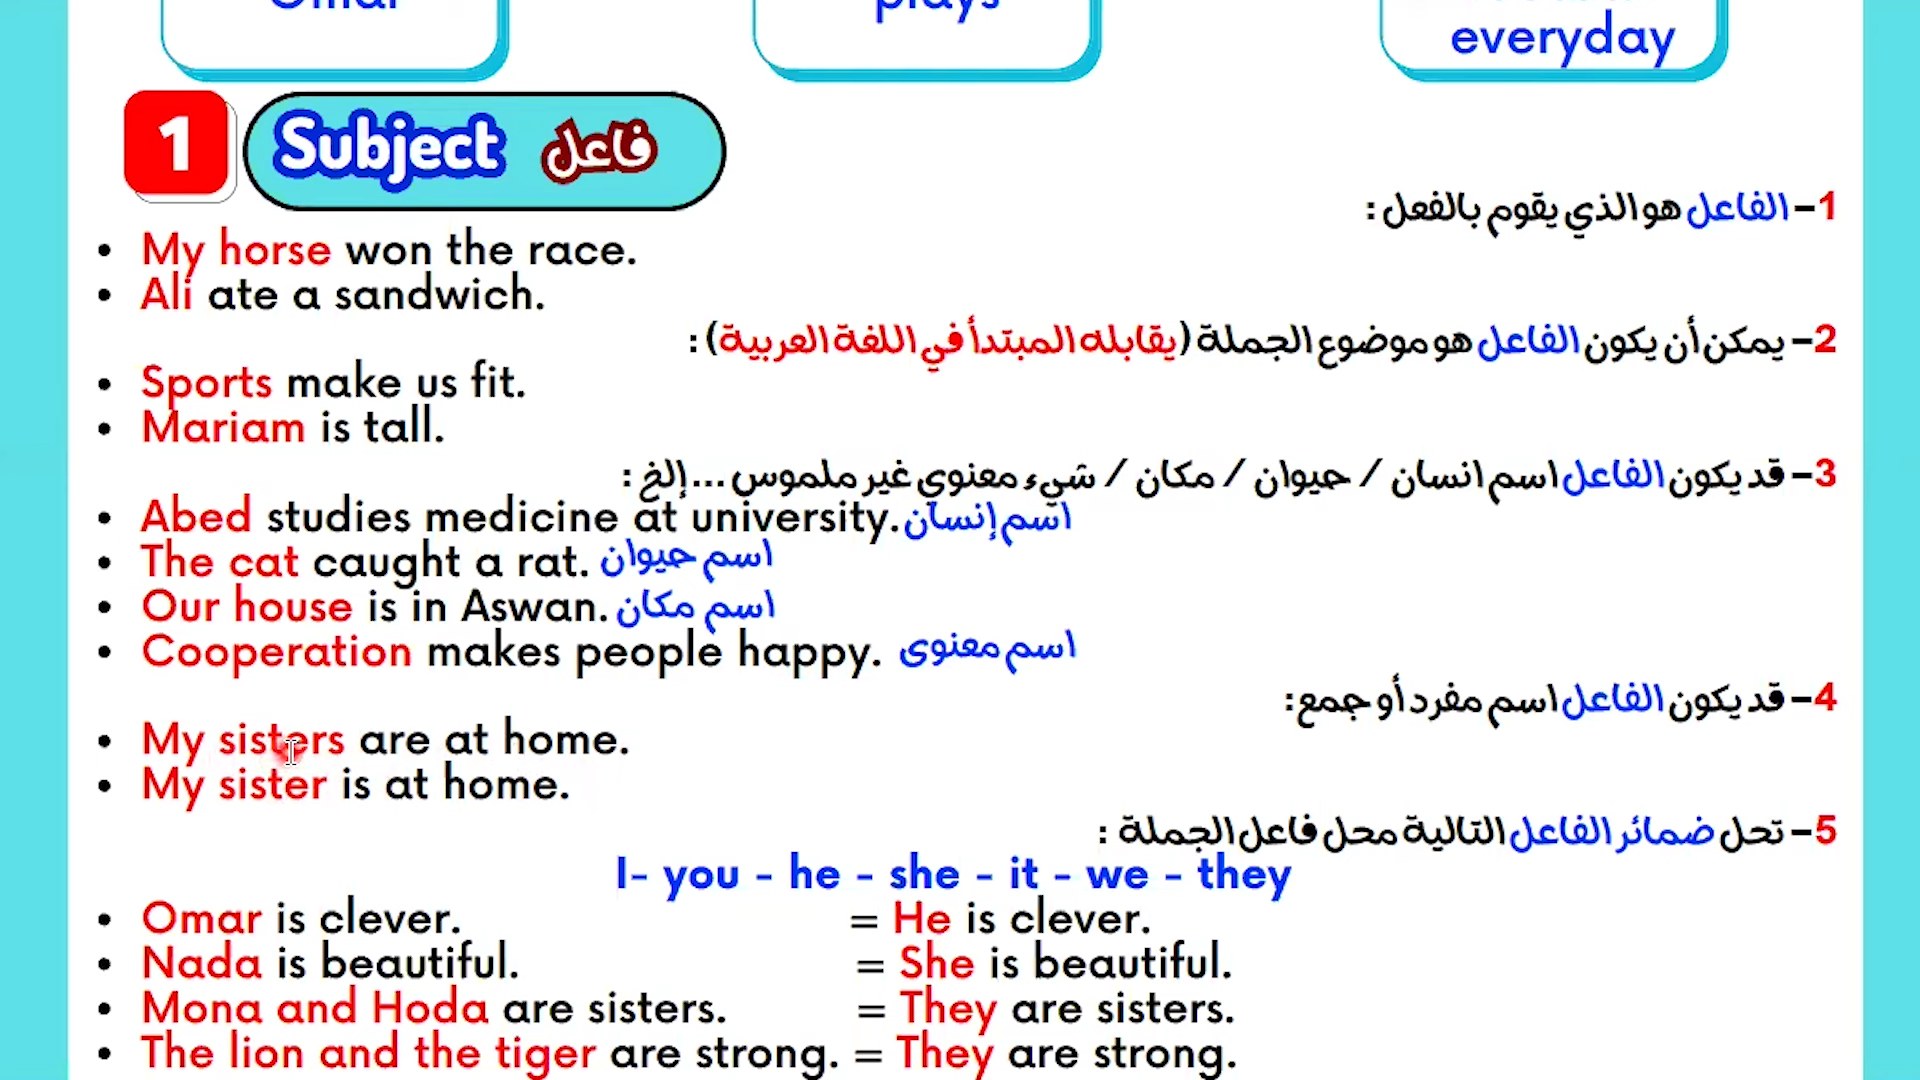 Omar
plays
everyday
1
Subject فاعل
1- الفاعل هو الذي يقوم بالفعل :
• My horse won the race.
• Ali ate a sandwich.
2- يمكن أن يكون الفاعل هو موضوع الجملة (يقابله المبتدأ في اللغة العربية) :
• Sports make us fit.
• Mariam is tall.
3- قد يكون الفاعل اسم انسان / حيوان / مكان / شيء معنوي غير ملموس ... إلخ :
• Abed studies medicine at university. اسم إنسان
• The cat caught a rat. اسم حيوان
• Our house is in Aswan. اسم مكان
• Cooperation makes people happy. اسم معنوى
4- قد يكون الفاعل اسم مفرد أو جمع:
• My sisters are at home.
• My sister is at home.
5- تحل ضمائر الفاعل التالية محل فاعل الجملة :
I- you - he - she - it - we - they
• Omar is clever. = He is clever.
• Nada is beautiful. = She is beautiful.
• Mona and Hoda are sisters. = They are sisters.
• The lion and the tiger are strong. = They are strong.